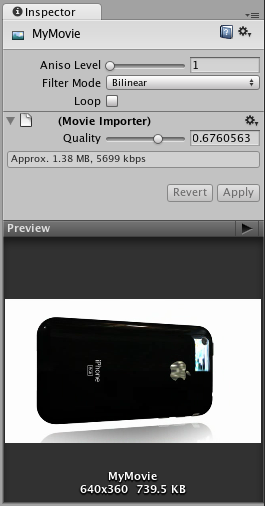 Inspector
MyMovie
Aniso Level 1
Filter Mode Bilinear
Loop
(Movie Importer)
Quality 0.6760563
Approx. 1.38 MB, 5699 kbps
Revert Apply
Preview
iPhone
MyMovie
640x360 739.5 KB